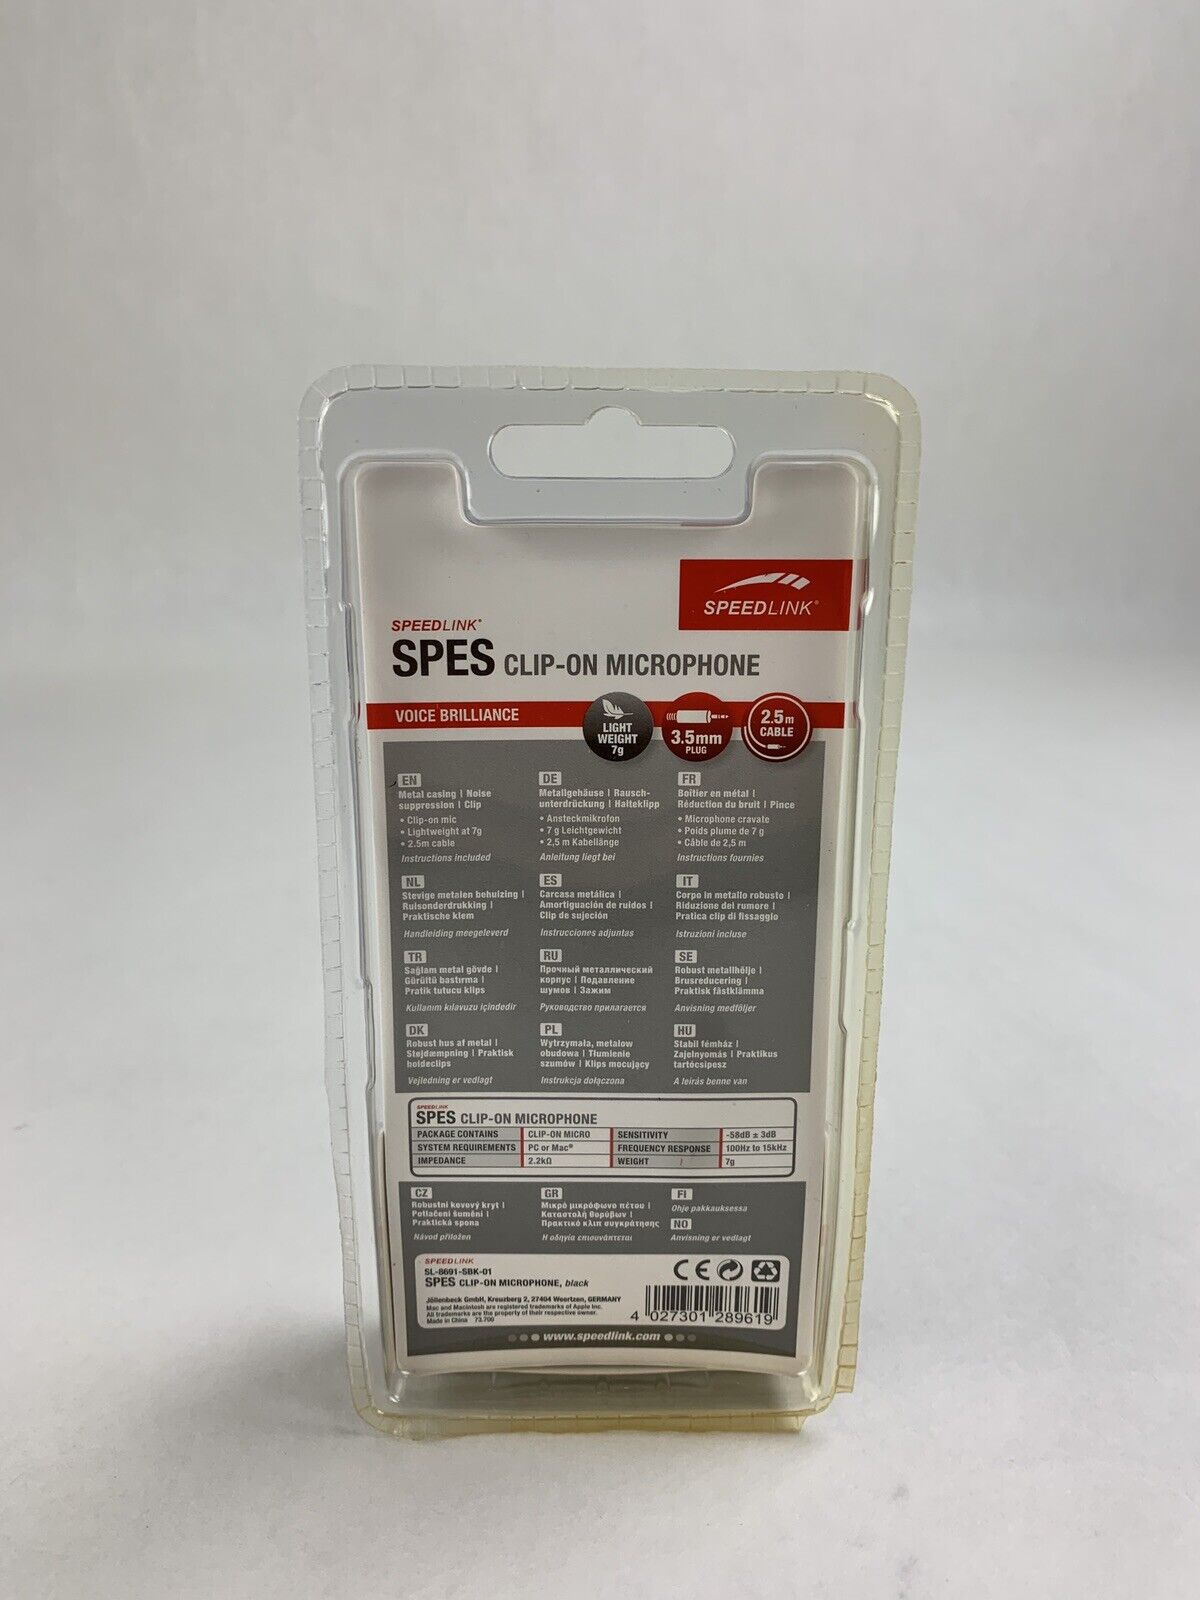 SPEEDLINK®
SPEEDLINK®
SPES CLIP-ON MICROPHONE
VOICE BRILLIANCE
LIGHT
WEIGHT
7g
3.5mm
PLUG
2.5m
CABLE
EN
Metal casing | Noise
suppression | Clip
• Clip-on mic
• Lightweight at 7g
• 2.5m cable
Instructions included
DE
Metallgehäuse | Rausch-
unterdrückung | Halteklipp
• Ansteckmikrofon
• 7 g Leichtgewicht
• 2,5 m Kabellänge
Anleitung liegt bei
FR
Boîtier en métal |
Réduction du bruit | Pince
• Microphone cravate
• Poids plume de 7 g
• Câble de 2,5 m
Instructions fournies
NL
Stevige metalen behuizing |
Ruisonderdrukking |
Praktische klem
Handleiding meegeleverd
ES
Carcasa metálica |
Amortiguación de ruidos |
Clip de sujeción
Instrucciones adjuntas
IT
Corpo in metallo robusto |
Riduzione dei rumore |
Pratica clip di fissaggio
Istruzioni incluse
TR
Sağlam metal gövde |
Gürültü bastırma |
Pratik tutucu klips
Kullanım kılavuzu içindedir
RU
Прочный металлический
корпус | Подавление
шумов | Зажим
Руководство прилагается
SE
Robust metallhölje |
Brusreducering |
Praktisk fästklämma
Anvisning medföljer
DK
Robust hus af metal |
Støjdæmpning | Praktisk
holdeclips
Vejledning er vedlagt
PL
Wytrzymała, metalow
obudowa | Tłumienie
szumów | Klips mocujący
Instrukcja dołączona
HU
Stabil fémház |
Zajelnyomás | Praktikus
tartócsipesz
A leírás benne van
SPEEDLINK
SPES CLIP-ON MICROPHONE
PACKAGE CONTAINS CLIP-ON MICRO SENSITIVITY -58dB ± 3dB
SYSTEM REQUIREMENTS PC or Mac® FREQUENCY RESPONSE 100Hz to 15kHz
IMPEDANCE 2.2kΩ WEIGHT 7g
CZ
Robustní kovový kryt |
Potlačení šumění |
Praktická spona
Návod přiložen
GR
Μικρό μικρόφωνο πέτου |
Καταστολή θορύβων |
Πρακτικό κλιπ συγκράτησης
Η οδηγία επισυνάπτεται
FI
Ohje pakkauksessa
NO
Anvisning er vedlagt
SPEEDLINK
SL-8691-SBK-01
SPES CLIP-ON MICROPHONE, black
Jöllenbeck GmbH, Kreuzberg 2, 27404 Weertzen, GERMANY
Mac and Macintosh are registered trademarks of Apple Inc.
All trademarks are the property of their respective owner.
Made in China 73.700
CE
4 027301 289619
www.speedlink.com